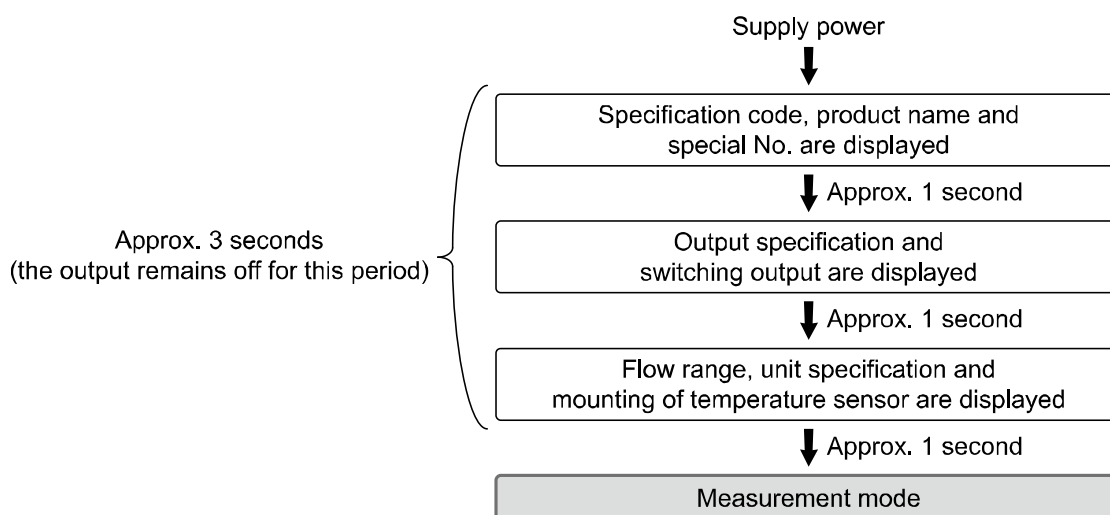 Supply power
Specification code, product name and
special No. are displayed
Approx. 1 second
Approx. 3 seconds
(the output remains off for this period)
Output specification and
switching output are displayed
Approx. 1 second
Flow range, unit specification and
mounting of temperature sensor are displayed
Approx. 1 second
Measurement mode